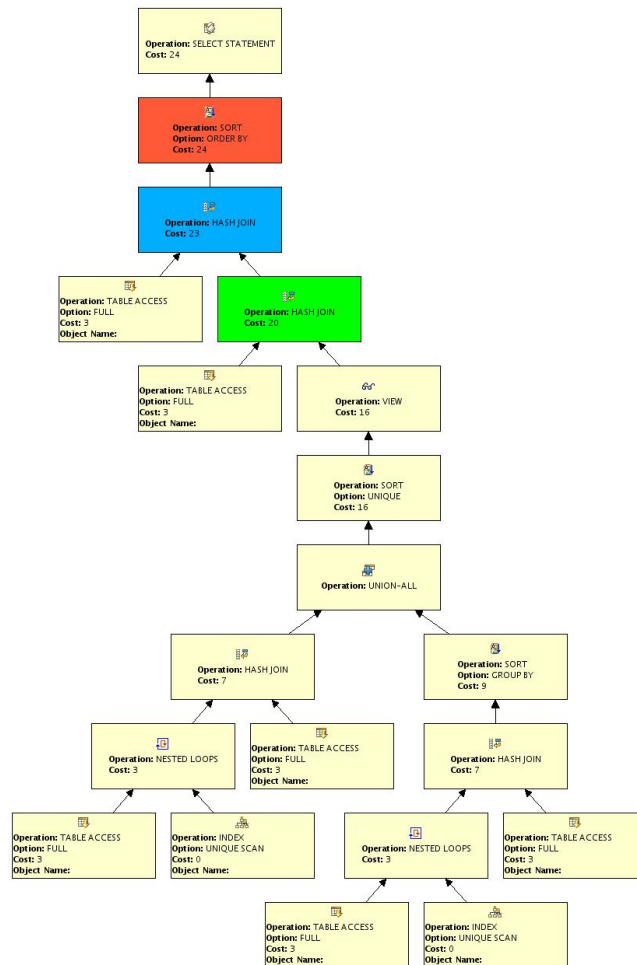 Operation: SELECT STATEMENT
Cost: 24
Operation: SORT
Option: ORDER BY
Cost: 24
Operation: HASH JOIN
Cost: 23
Operation: TABLE ACCESS
Option: FULL
Cost: 3
Object Name:
Operation: HASH JOIN
Cost: 20
Operation: TABLE ACCESS
Option: FULL
Cost: 3
Object Name:
Operation: VIEW
Cost: 16
Operation: SORT
Option: UNIQUE
Cost: 16
Operation: UNION-ALL
Operation: HASH JOIN
Cost: 7
Operation: SORT
Option: GROUP BY
Cost: 9
Operation: NESTED LOOPS
Cost: 3
Operation: TABLE ACCESS
Option: FULL
Cost: 3
Object Name:
Operation: HASH JOIN
Cost: 7
Operation: TABLE ACCESS
Option: FULL
Cost: 3
Object Name:
Operation: INDEX
Option: UNIQUE SCAN
Cost: 0
Object Name:
Operation: NESTED LOOPS
Cost: 3
Operation: TABLE ACCESS
Option: FULL
Cost: 3
Object Name:
Operation: TABLE ACCESS
Option: FULL
Cost: 3
Object Name:
Operation: INDEX
Option: UNIQUE SCAN
Cost: 0
Object Name: